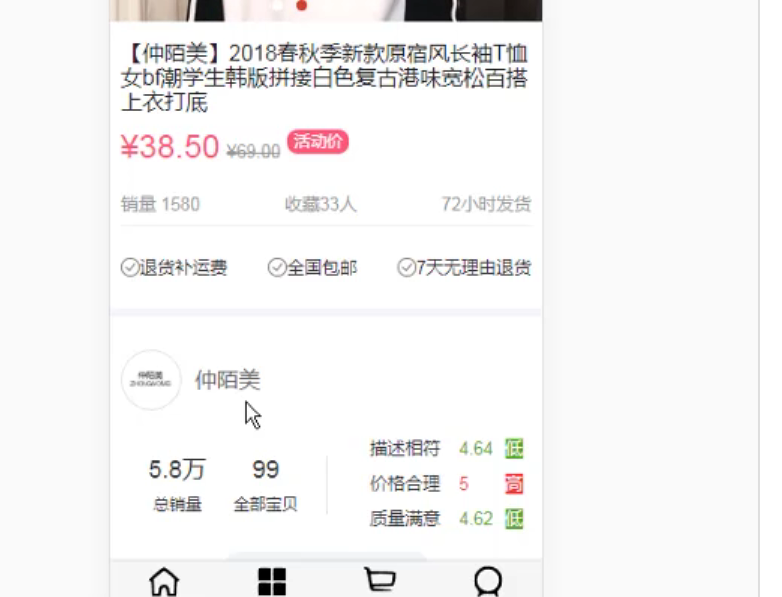 【仲陌美】2018春秋季新款原宿风长袖T恤
女bf潮学生韩版拼接白色复古港味宽松百搭
上衣打底
¥38.50 ¥69.00 活动价
销量 1580 收藏33人 72小时发货
退货补运费 全国包邮 7天无理由退货
仲陌美
仲陌美
描述相符 4.64 低
5.8万 99
价格合理 5 高
总销量 全部宝贝
质量满意 4.62 低